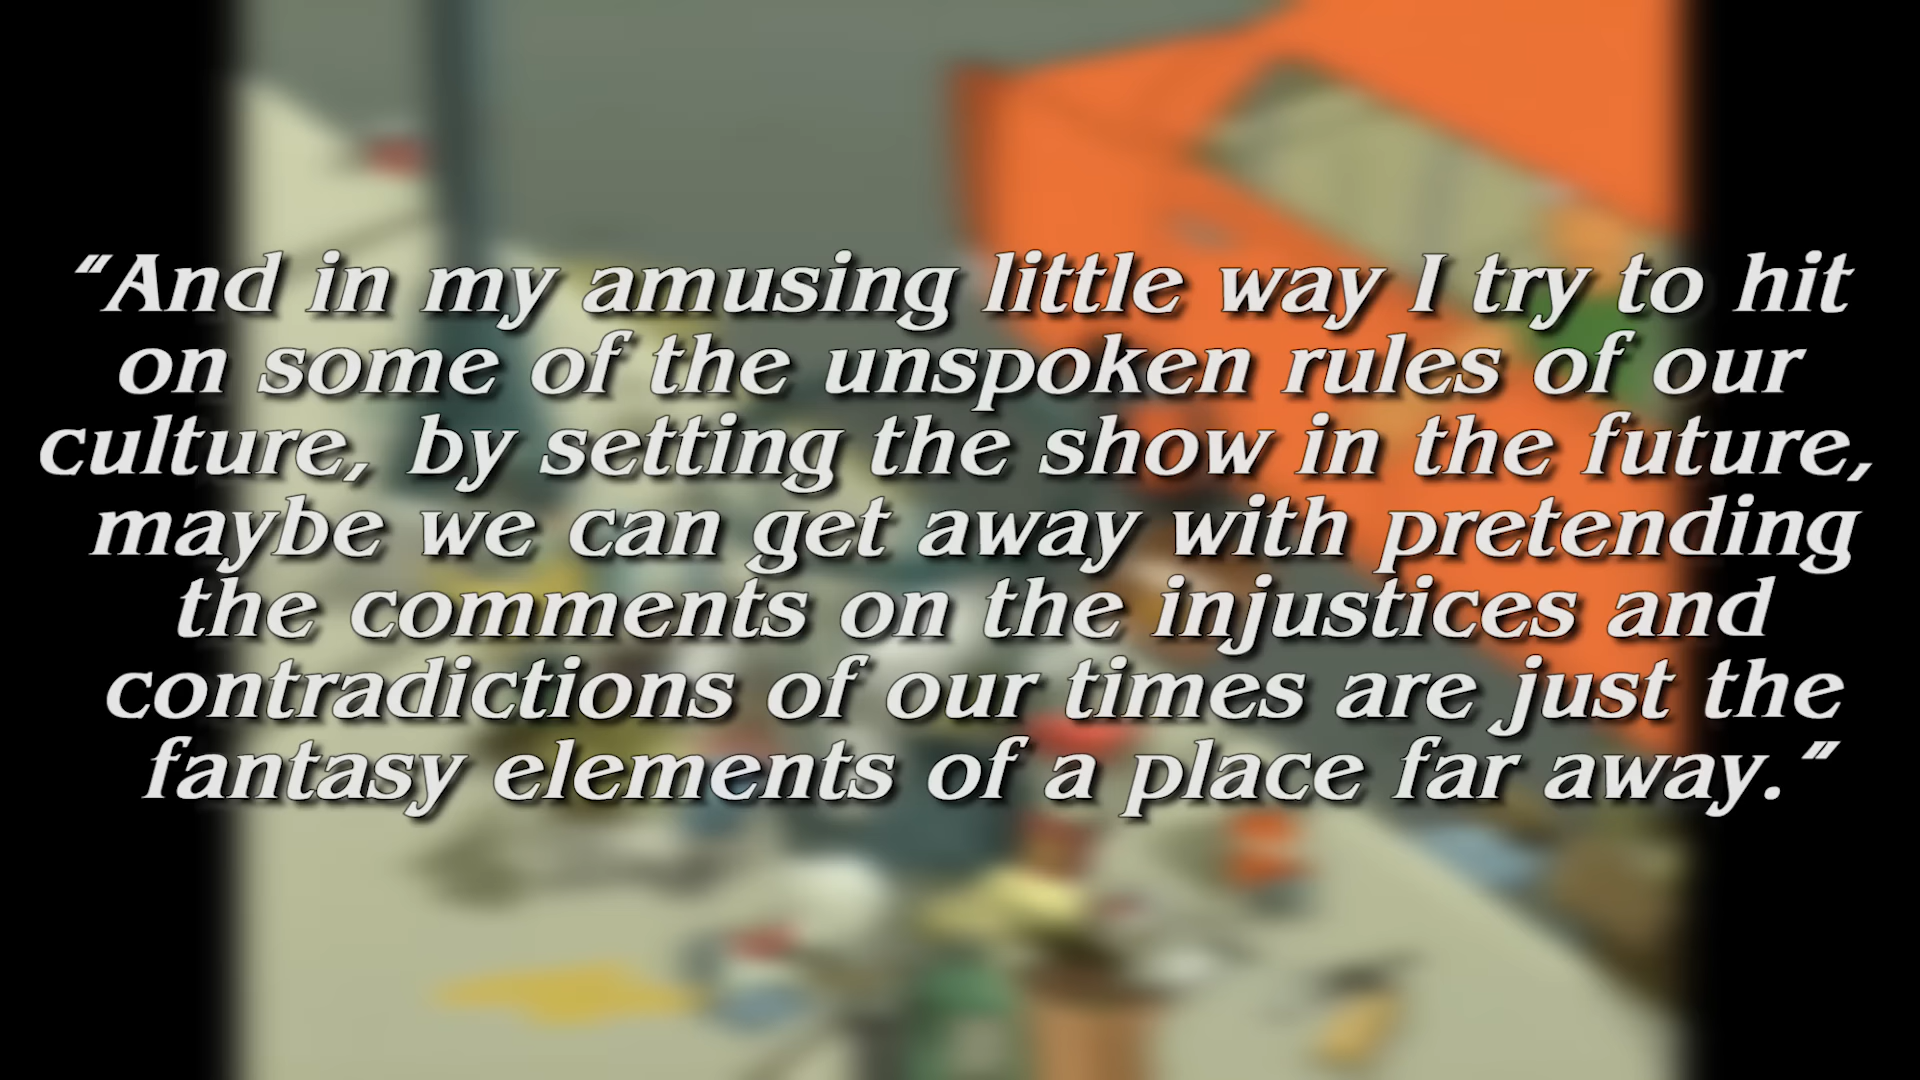 “And in my amusing little way I try to hit
on some of the unspoken rules of our
culture, by setting the show in the future,
maybe we can get away with pretending
the comments on the injustices and
contradictions of our times are just the
fantasy elements of a place far away.”